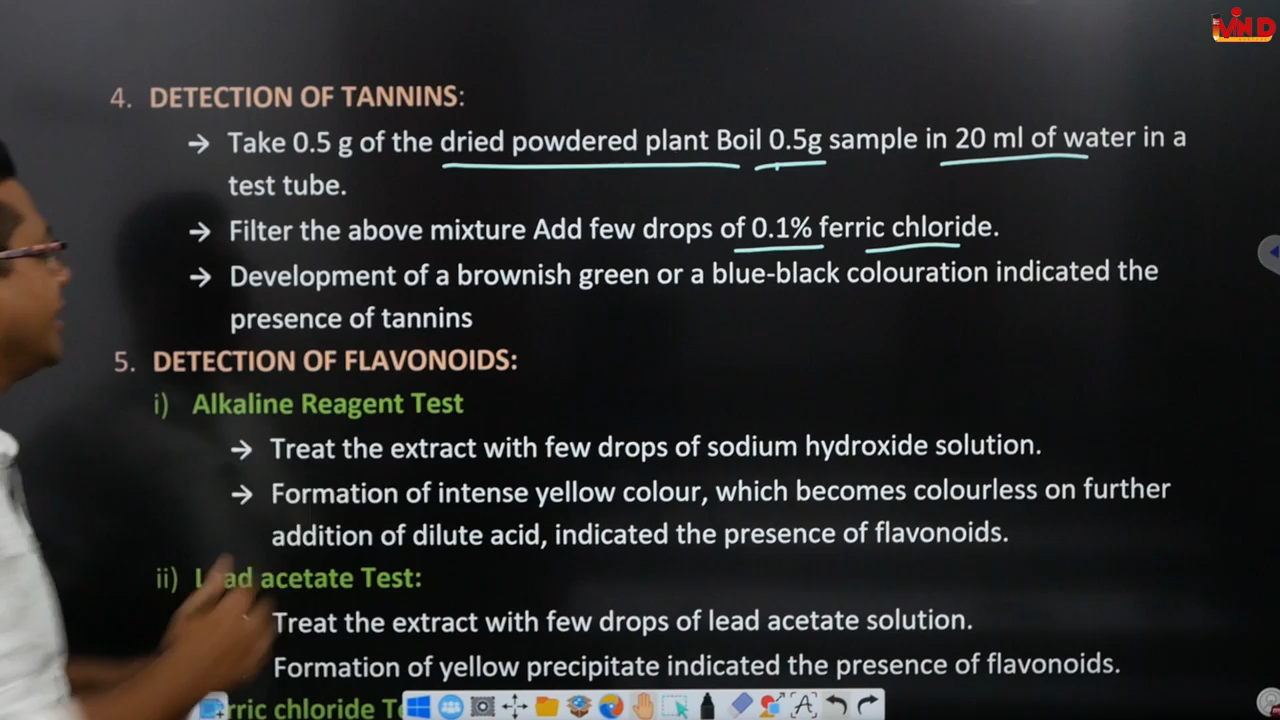 MIND
4. DETECTION OF TANNINS:
→ Take 0.5 g of the dried powdered plant Boil 0.5g sample in 20 ml of water in a
test tube.
→ Filter the above mixture Add few drops of 0.1% ferric chloride.
→ Development of a brownish green or a blue-black colouration indicated the
presence of tannins
5. DETECTION OF FLAVONOIDS:
i) Alkaline Reagent Test
→ Treat the extract with few drops of sodium hydroxide solution.
→ Formation of intense yellow colour, which becomes colourless on further
addition of dilute acid, indicated the presence of flavonoids.
ii) Lead acetate Test:
Treat the extract with few drops of lead acetate solution.
Formation of yellow precipitate indicated the presence of flavonoids.
chloride